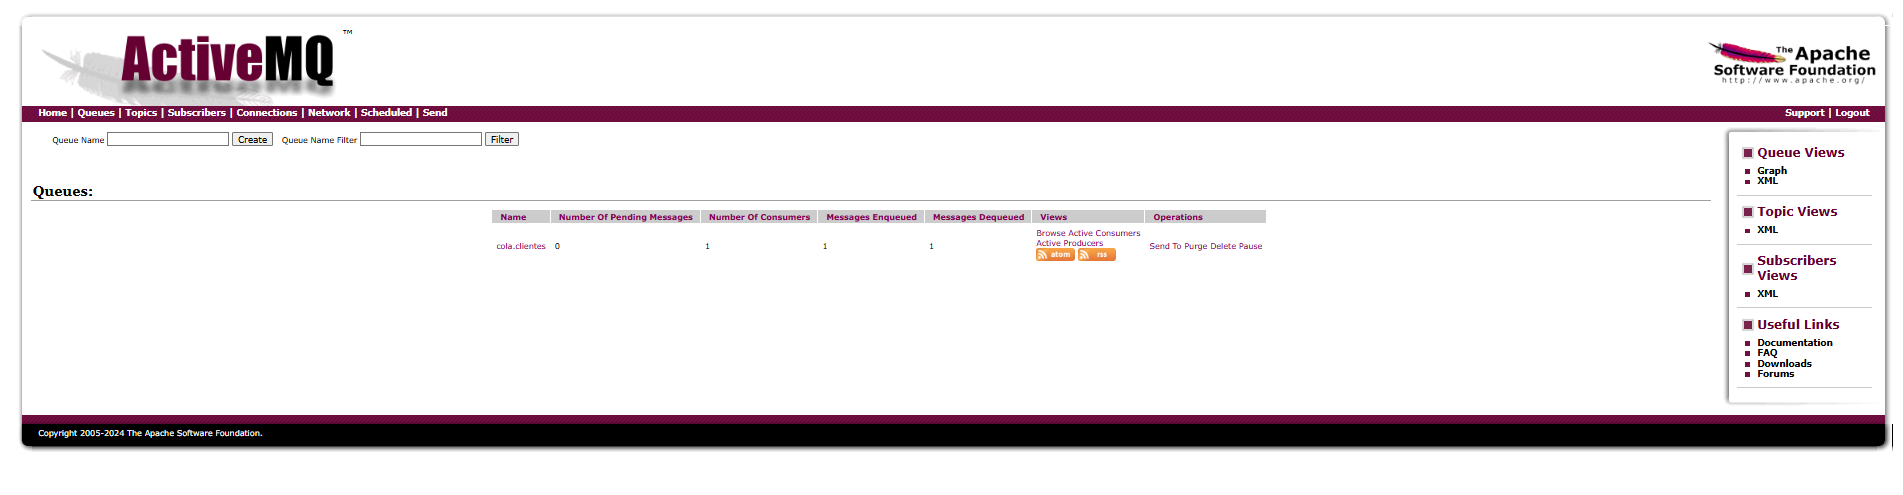 ActiveMQ ™
The Apache
Software Foundation
http://www.apache.org/
Home | Queues | Topics | Subscribers | Connections | Network | Scheduled | Send
Support | Logout
Queue Name Create Queue Name Filter Filter
Queues:
Name Number Of Pending Messages Number Of Consumers Messages Enqueued Messages Dequeued Views Operations
cola.clientes 0 1 1 1
Browse Active Consumers
Active Producers
atom rss
Send To Purge Delete Pause
Queue Views
Graph
XML
Topic Views
XML
Subscribers
Views
XML
Useful Links
Documentation
FAQ
Downloads
Forums
Copyright 2005-2024 The Apache Software Foundation.